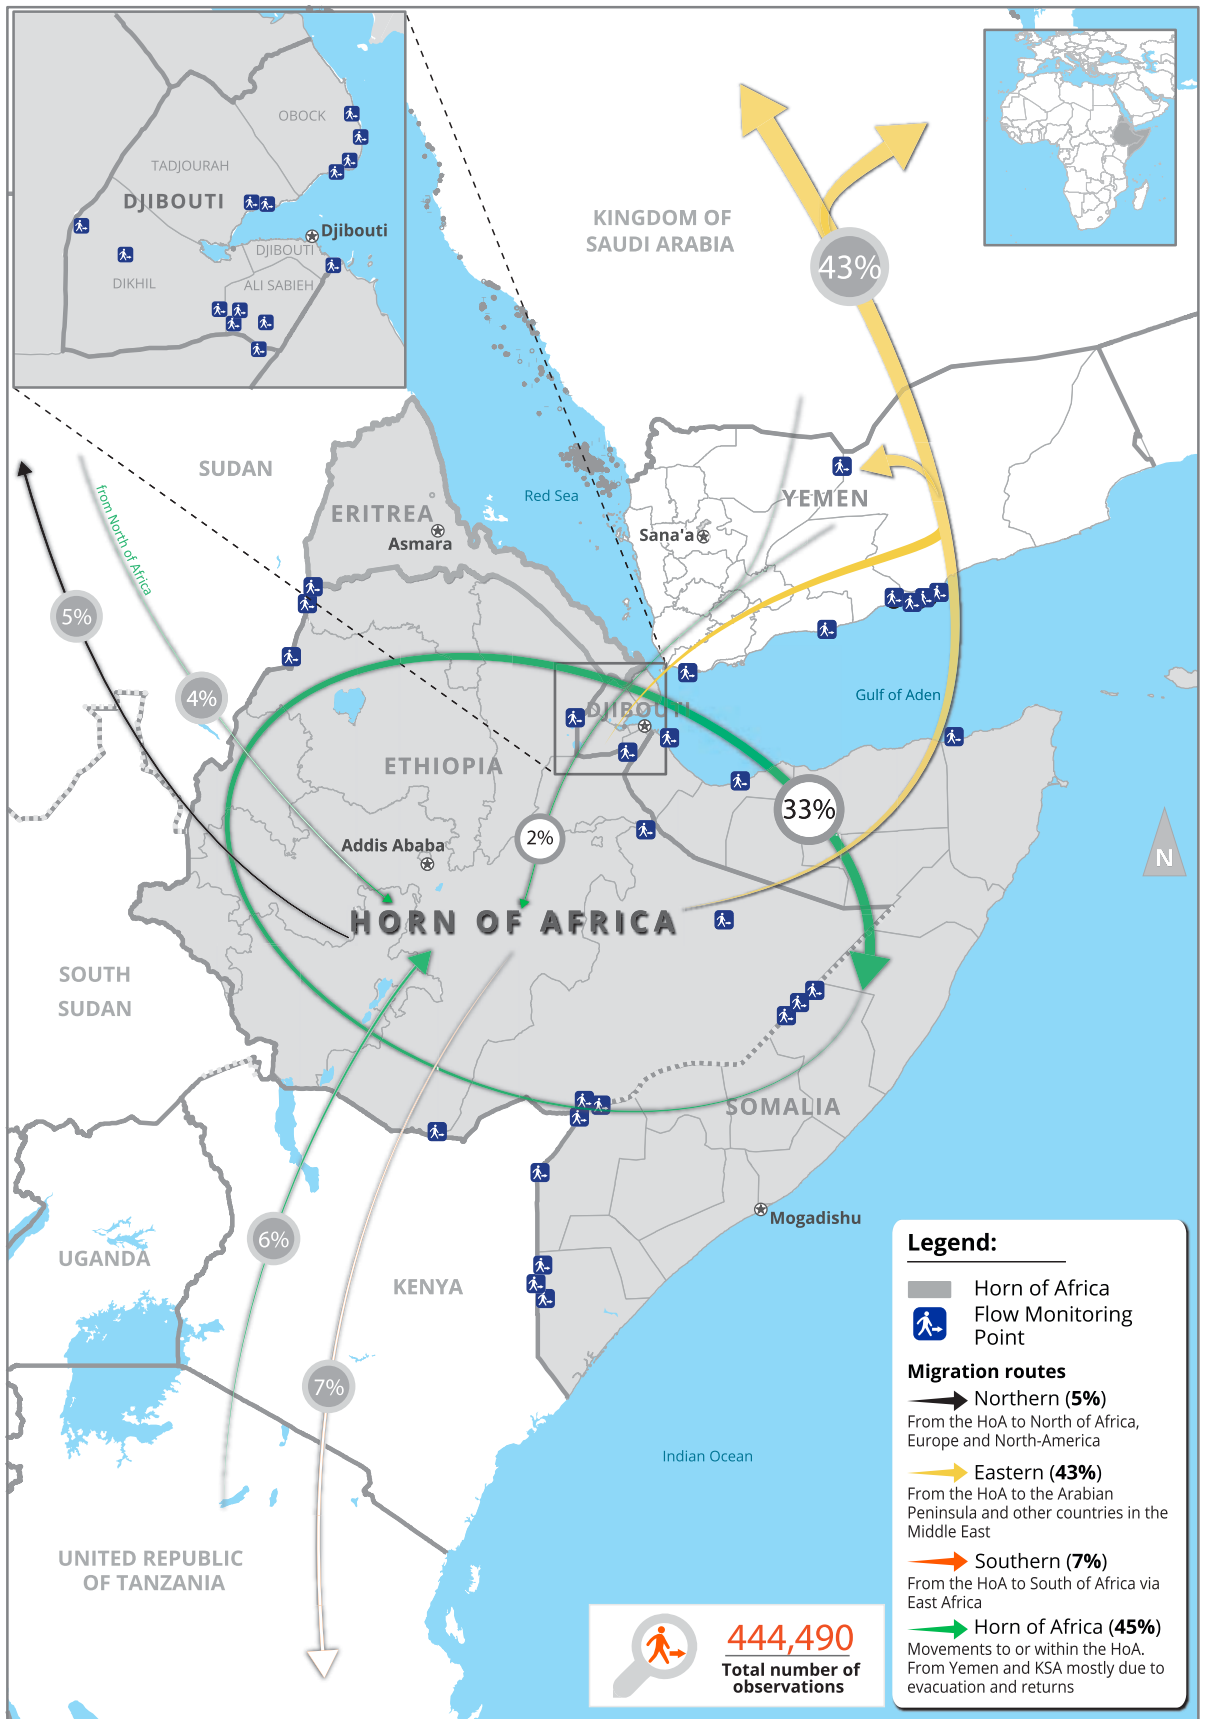 OBOCK
TADJOURAH
DJIBOUTI
Djibouti
DJIBOUTI
DIKHIL
ALI SABIEH
KINGDOM OF
SAUDI ARABIA
43%
SUDAN
Red Sea
YEMEN
ERITREA
Asmara
Sana'a
from North of Africa
5%
4%
Gulf of Aden
DJIBOUTI
ETHIOPIA
33%
2%
Addis Ababa
N
HORN OF AFRICA
SOUTH
SUDAN
SOMALIA
Mogadishu
6%
UGANDA
KENYA
7%
Indian Ocean
UNITED REPUBLIC
OF TANZANIA
444,490
Total number of
observations
Legend:
Horn of Africa
Flow Monitoring
Point
Migration routes
Northern (5%)
From the HoA to North of Africa,
Europe and North-America
Eastern (43%)
From the HoA to the Arabian
Peninsula and other countries in the
Middle East
Southern (7%)
From the HoA to South of Africa via
East Africa
Horn of Africa (45%)
Movements to or within the HoA.
From Yemen and KSA mostly due to
evacuation and returns